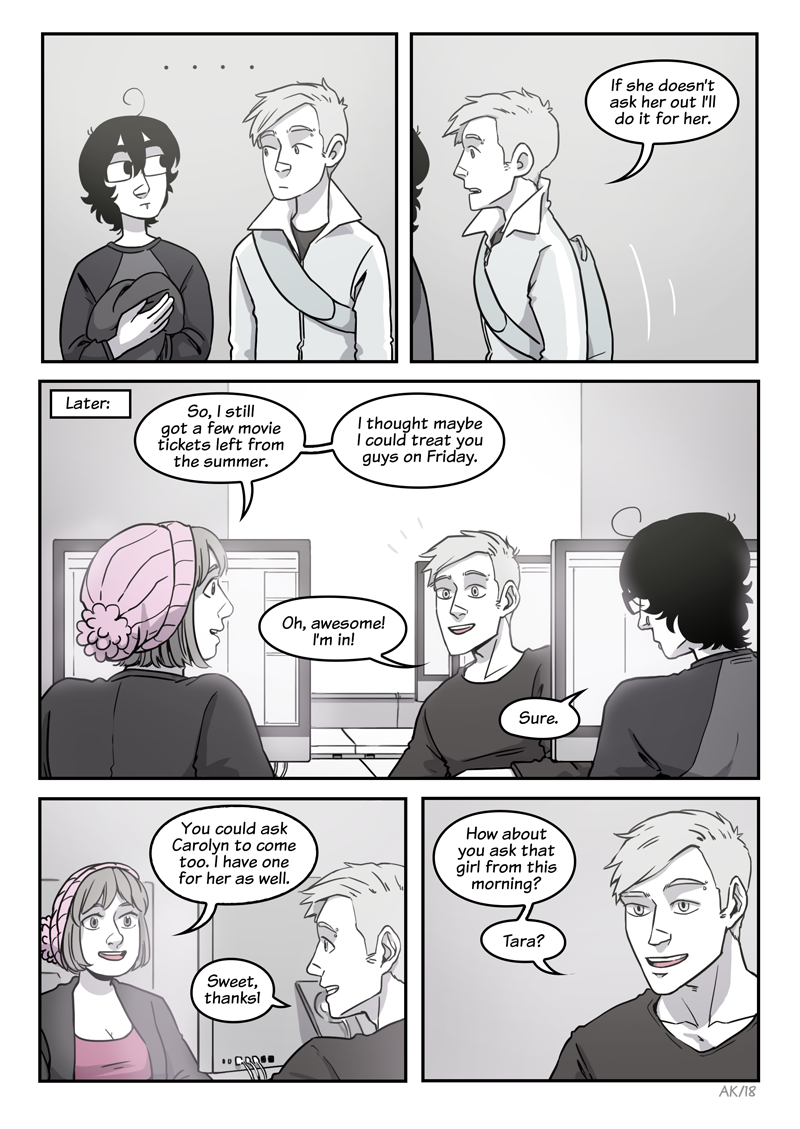 If she doesn't
ask her out I'll
do it for her.
Later:
So, I still
got a few movie
tickets left from
the summer.
I thought maybe
I could treat you
guys on Friday.
Oh, awesome!
I'm in!
Sure.
You could ask
Carolyn to come
too. I have one
for her as well.
Sweet,
thanks!
How about
you ask that
girl from this
morning?
Tara?
AK/18